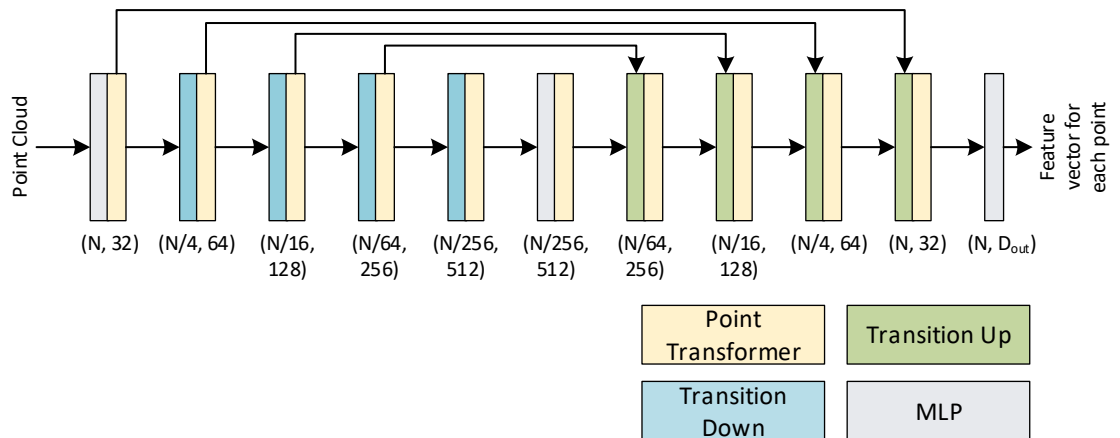 Point Cloud
(N, 32)
(N/4, 64)
(N/16,
128)
(N/64,
256)
(N/256,
512)
(N/256,
512)
(N/64,
256)
(N/16,
128)
(N/4, 64)
(N, 32)
(N, Dout)
Feature
vector for
each point
Point
Transformer
Transition Up
Transition
Down
MLP